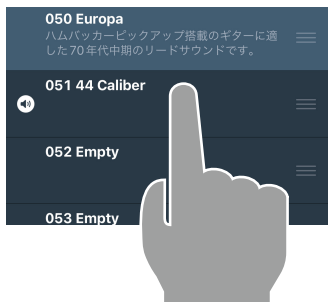 050 Europa
ハムバッカーピックアップ搭載のギターに適
した70年代中期のリードサウンドです。
051 44 Caliber
052 Empty
053 Empty